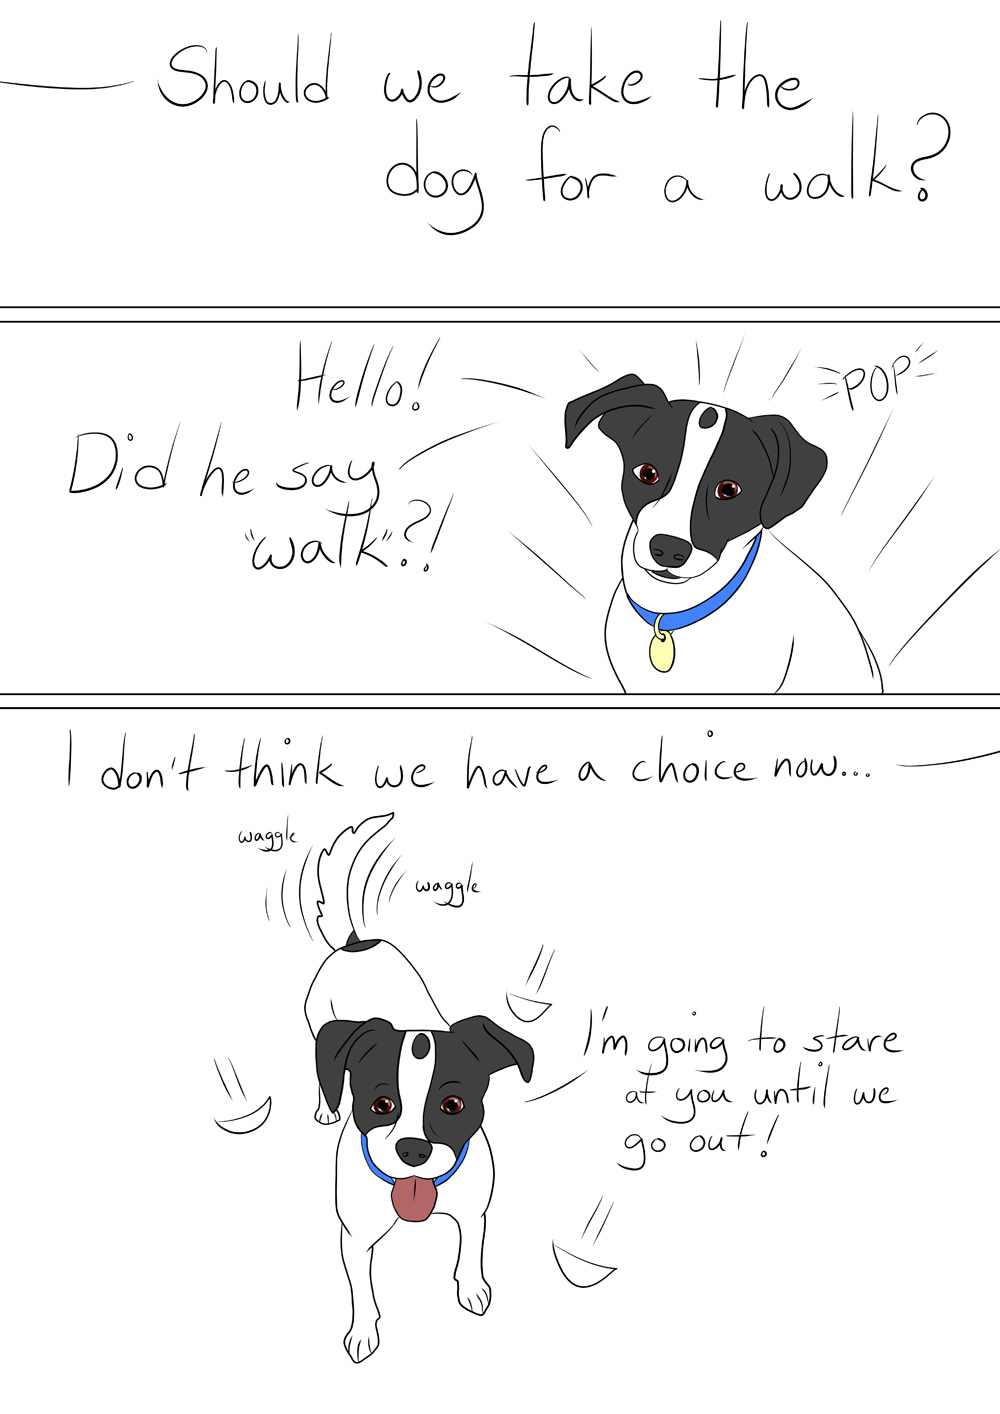 Should we take the
dog for a walk?
Hello!
POP
Did he say
"walk"?!
I don't think we have a choice now...
waggle
waggle
I'm going to stare
at you until we
go out!